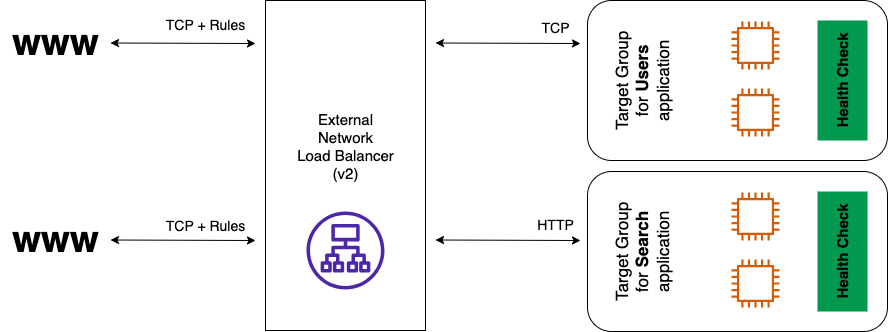 TCP + Rules
WWW
TCP
Target Group
for Users
application
Health Check
External
Network
Load Balancer
(v2)
TCP + Rules
WWW
HTTP
Target Group
for Search
application
Health Check